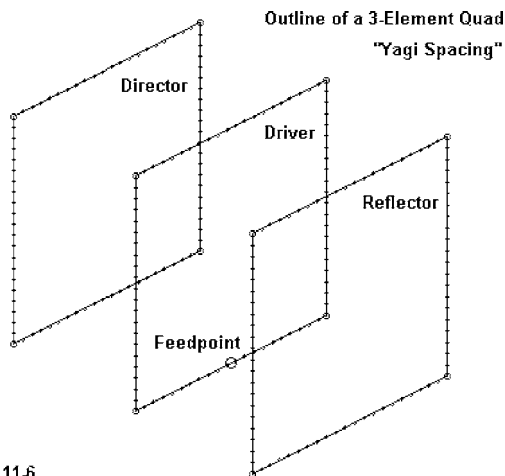 Outline of a 3-Element Quad
"Yagi Spacing"
Director
Driver
Reflector
Feedpoint
11-6